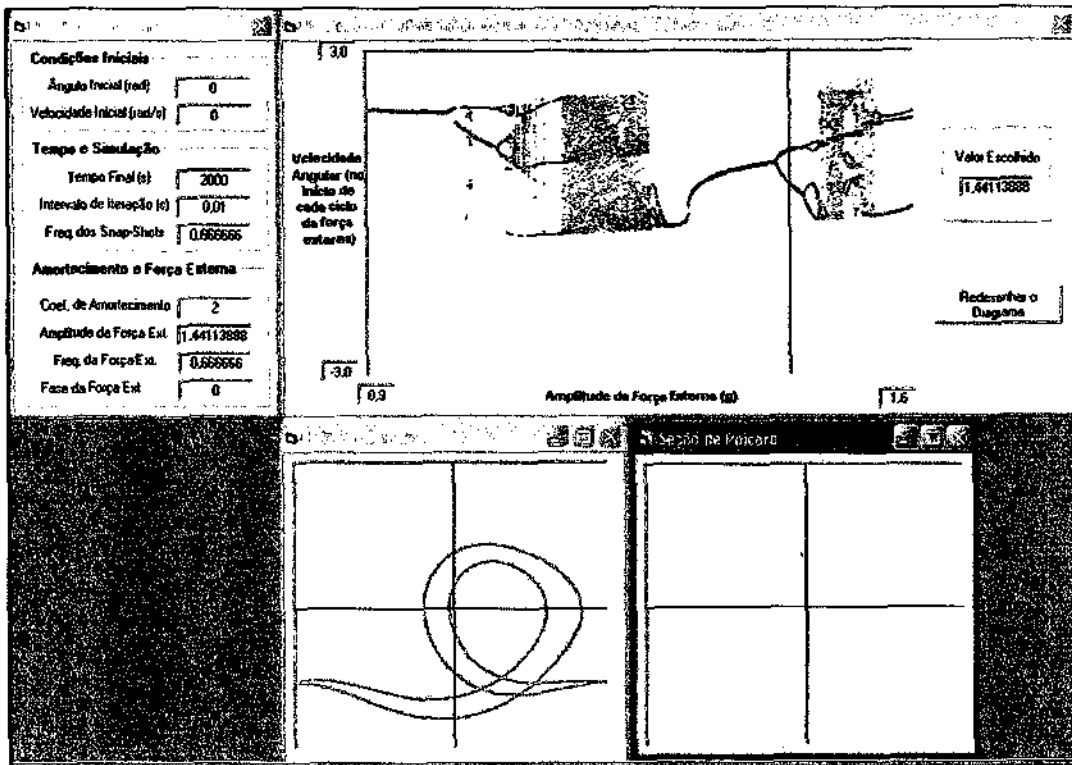 Condições Iniciais
Ângulo Inicial (rad) 0
Velocidade Inicial (rad/s) 0
Tempo e Simulação
Tempo Final (s) 2000
Intervalo de Iteração (s) 0,01
Freq. dos Snap-Shots 0.666666
Amortecimento e Força Externa
Coef. de Amortecimento 2
Amplitude da Força Ext. 1.44113888
Freq. da Força Ext. 0.666666
Fase da Força Ext 0
3,0
Velocidade
Angular (no
Início de
cada ciclo
da força
externa)
-3.0
0,9
Amplitude da Força Externa (g)
1,6
Valor Escolhido
1.44113888
Redesenhar o
Diagrama
Seção de Poicaro